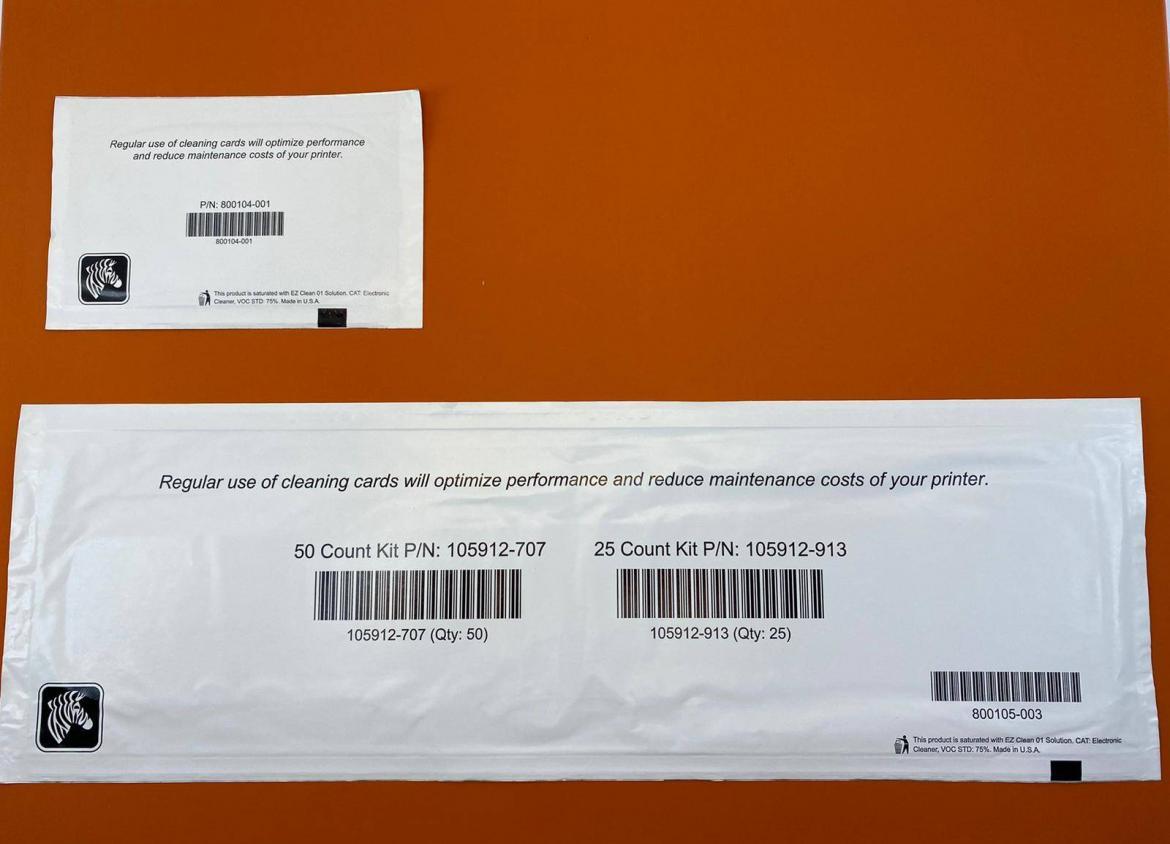 Regular use of cleaning cards will optimize performance
and reduce maintenance costs of your printer.
P/N: 800104-001
800104-001
This product is saturated with EZ Clean 01 Solution. CAT: Electronic
Cleaner, VOC STD: 75%. Made in U.S.A.
Regular use of cleaning cards will optimize performance and reduce maintenance costs of your printer.
50 Count Kit P/N: 105912-707
105912-707 (Qty: 50)
25 Count Kit P/N: 105912-913
105912-913 (Qty: 25)
800105-003
This product is saturated with EZ Clean 01 Solution. CAT: Electronic
Cleaner, VOC STD: 75%. Made in U.S.A.